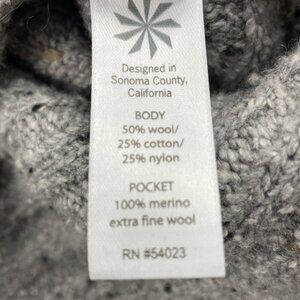 Designed in
Sonoma County,
California
BODY
50% wool/
25% cotton/
25% nylon
POCKET
100% merino
extra fine wool
RN #54023